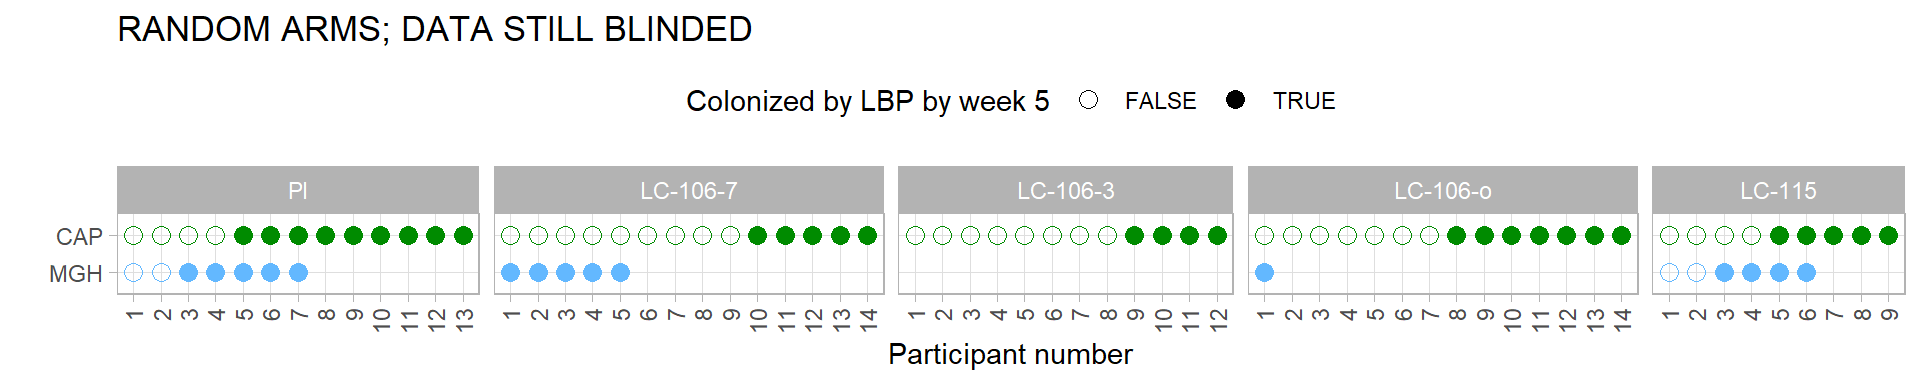 RANDOM ARMS; DATA STILL BLINDED
Colonized by LBP by week 5 FALSE TRUE
Pl LC-106-7 LC-106-3 LC-106-o LC-115
CAP
MGH
1 2 3 4 5 6 7 8 9 10 11 12 13 1 2 3 4 5 6 7 8 9 10 11 12 13 14 1 2 3 4 5 6 7 8 9 10 11 12 1 2 3 4 5 6 7 8 9 10 11 12 13 14 1 2 3 4 5 6 7 8 9
Participant number